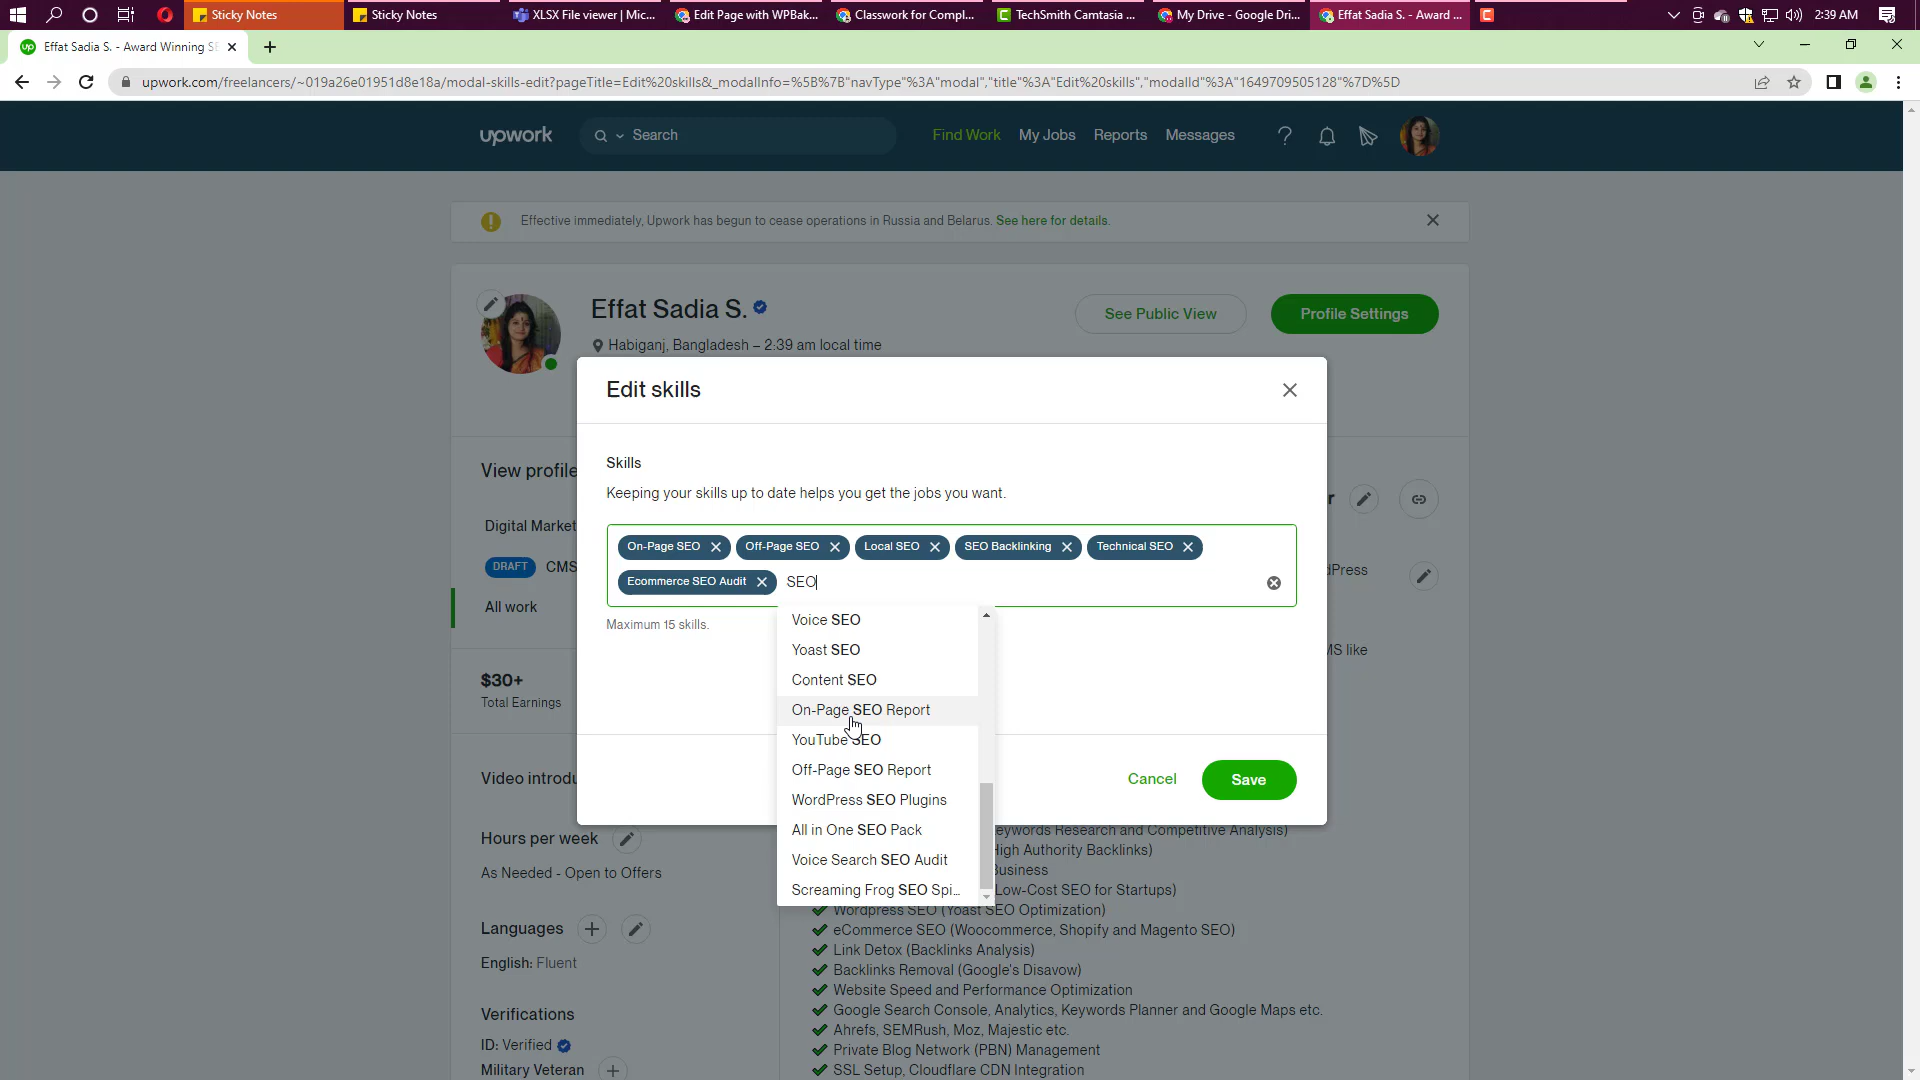 Sticky Notes
Sticky Notes
XLSX File viewer | Mic...
Edit Page with WPBak...
Classwork for Compl...
TechSmith Camtasia ...
My Drive - Google Dri...
Effat Sadia S. - Award ...
2:39 AM
Effat Sadia S. - Award Winning SE
upwork.com/freelancers/~019a26e01951d8e18a/modal-skills-edit?pageTitle=Edit%20skills&_modalInfo=%5B%7B"navType"%3A"modal","title"%3A"Edit%20skills","modalId"%3A"1649709505128"%7D%5D
upwork
Search
Find Work
My Jobs
Reports
Messages
Effective immediately, Upwork has begun to cease operations in Russia and Belarus. See here for details.
Effat Sadia S.
Habiganj, Bangladesh – 2:39 am local time
See Public View
Profile Settings
Edit skills
Skills
Keeping your skills up to date helps you get the jobs you want.
On-Page SEO
Off-Page SEO
Local SEO
SEO Backlinking
Technical SEO
Ecommerce SEO Audit
SEO
Maximum 15 skills.
Voice SEO
Yoast SEO
Content SEO
On-Page SEO Report
YouTube SEO
Off-Page SEO Report
WordPress SEO Plugins
All in One SEO Pack
Voice Search SEO Audit
Screaming Frog SEO Spi...
Cancel
Save
View profile
Digital Market
DRAFT CMS
All work
$30+
Total Earnings
Video introdu
Hours per week
As Needed - Open to Offers
Languages
English: Fluent
Verifications
ID: Verified
Military Veteran
r
dPress
MS like
eywords Research and Competitive Analysis)
High Authority Backlinks)
Business
Low-Cost SEO for Startups)
Wordpress SEO (Yoast SEO Optimization)
eCommerce SEO (Woocommerce, Shopify and Magento SEO)
Link Detox (Backlinks Analysis)
Backlinks Removal (Google's Disavow)
Website Speed and Performance Optimization
Google Search Console, Analytics, Keywords Planner and Google Maps etc.
Ahrefs, SEMRush, Moz, Majestic etc.
Private Blog Network (PBN) Management
SSL Setup, Cloudflare CDN Integration